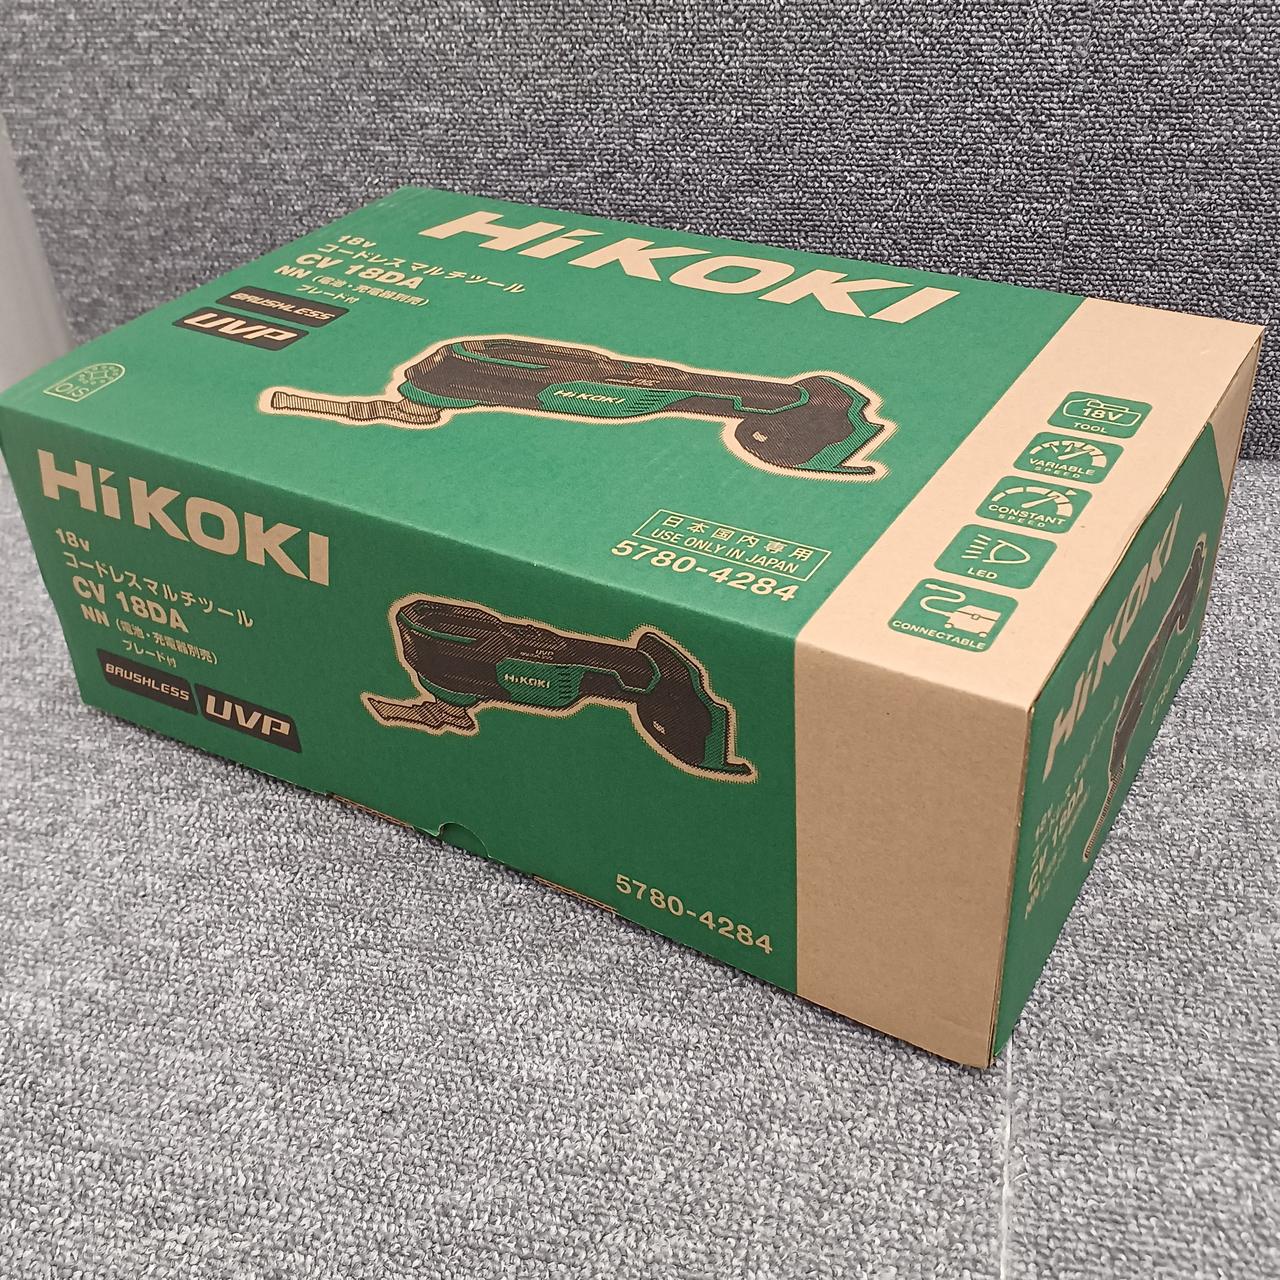 HiKOKI
18v
コードレスマルチツール
CV 18DA
NN (電池・充電器別売)
ブレード付
BRUSHLESS
UVP
O.I.S
HiKOKI
日本国内専用
USE ONLY IN JAPAN
5780-4284
18V
TOOL
VARIABLE
SPEED
CONSTANT
SPEED
LED
CONNECTABLE
HiKOKI
18v
コードレスマルチツール
CV 18DA
NN (電池・充電器別売)
ブレード付
BRUSHLESS
UVP
UVP
HiKOKI
5780-4284
HiKOKI
CV 18DA